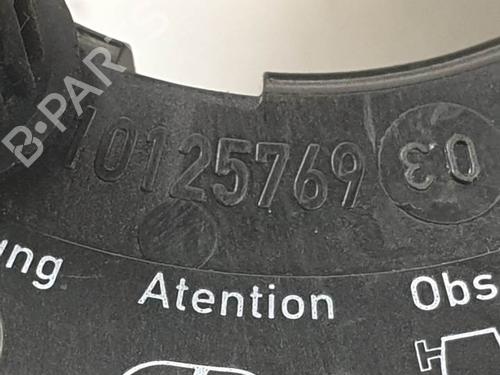 B-PARTS
10125769
03
ung
Atention
Obs